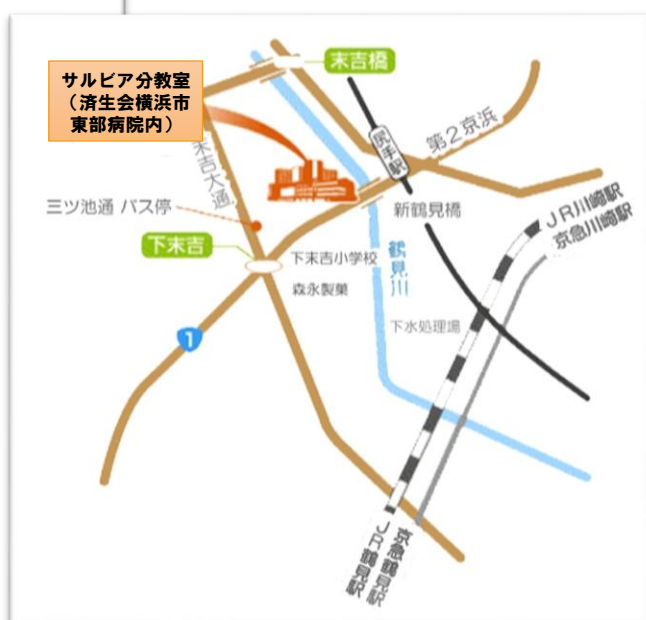 サルビア分教室
（済生会横浜市
東部病院内）
末吉橋
末吉大通
尻手駅
第２京浜
三ツ池通 バス停
新鶴見橋
JR川崎駅
京急川崎駅
下末吉
下末吉小学校
森永製菓
鶴見川
下水処理場
1
京急鶴見駅
JR鶴見駅